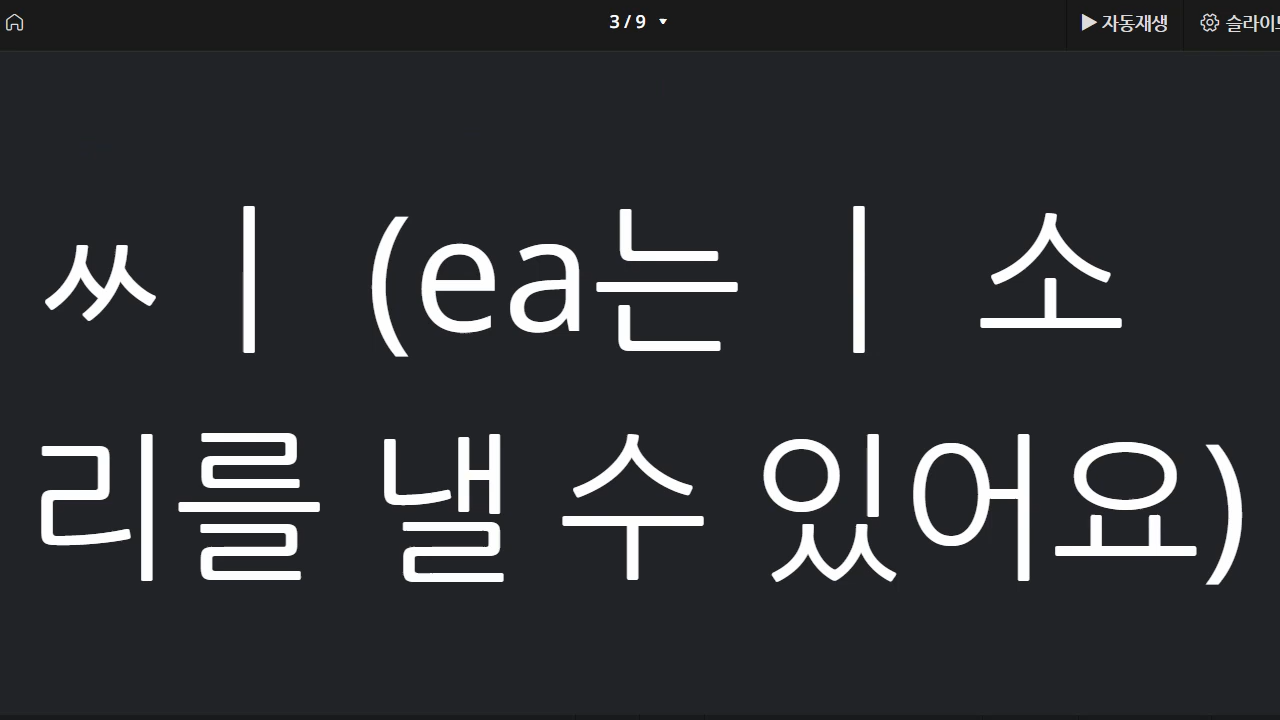 3 / 9
자동재생
슬라이드
ㅆ ㅣ (ea는 ㅣ 소
리를 낼 수 있어요)